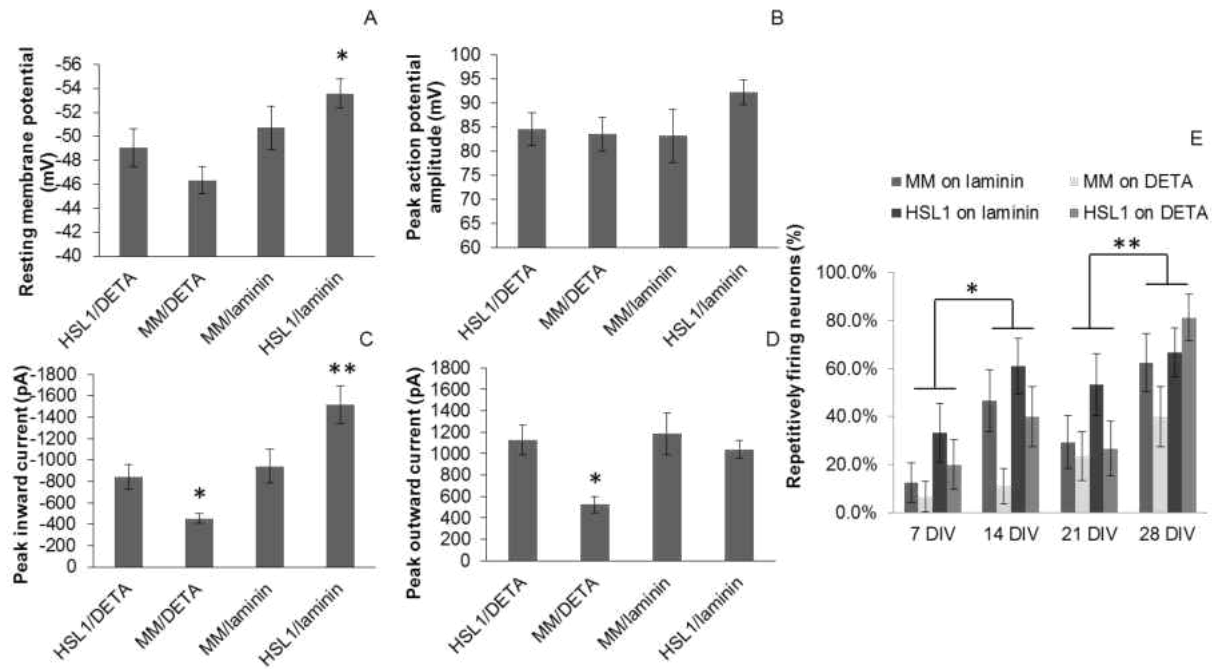 A
Resting membrane potential
(mV)
-56
-54
-52
-50
-48
-46
-44
-42
-40
*
HSL1/DETA
MM/DETA
MM/laminin
HSL1/laminin
B
Peak action potential
amplitude (mV)
100
95
90
85
80
75
70
65
60
HSL1/DETA
MM/DETA
MM/laminin
HSL1/laminin
C
Peak inward current (pA)
-1800
-1600
-1400
-1200
-1000
-800
-600
-400
-200
0
*
**
HSL1/DETA
MM/DETA
MM/laminin
HSL1/laminin
D
Peak outward current (pA)
1800
1600
1400
1200
1000
800
600
400
200
0
*
HSL1/DETA
MM/DETA
MM/laminin
HSL1/laminin
E
MM on laminin
MM on DETA
HSL1 on laminin
HSL1 on DETA
Repetitively firing neurons (%)
100.0%
80.0%
60.0%
40.0%
20.0%
0.0%
*
**
7 DIV
14 DIV
21 DIV
28 DIV